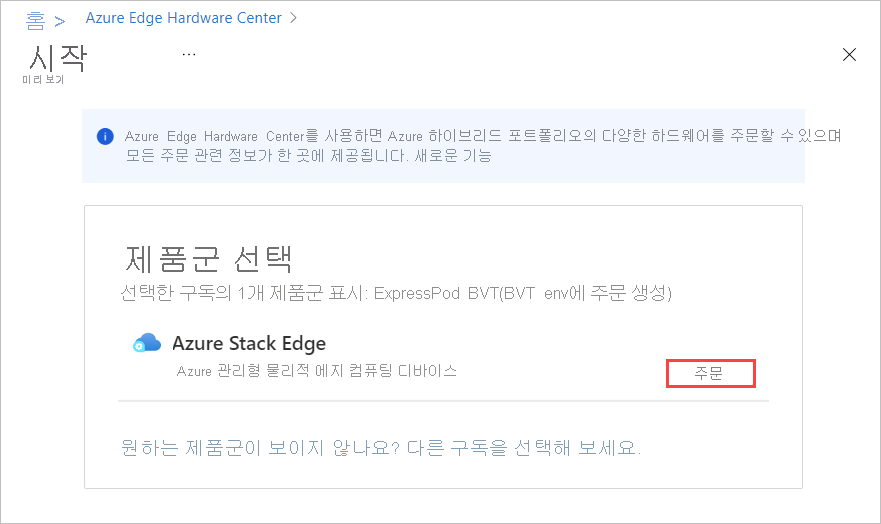 홈 > Azure Edge Hardware Center >
시작 ...
미리 보기
Azure Edge Hardware Center를 사용하면 Azure 하이브리드 포트폴리오의 다양한 하드웨어를 주문할 수 있으며
모든 주문 관련 정보가 한 곳에 제공됩니다. 새로운 기능
제품군 선택
선택한 구독의 1개 제품군 표시: ExpressPod BVT(BVT env에 주문 생성)
Azure Stack Edge
Azure 관리형 물리적 에지 컴퓨팅 디바이스
주문
원하는 제품군이 보이지 않나요? 다른 구독을 선택해 보세요.